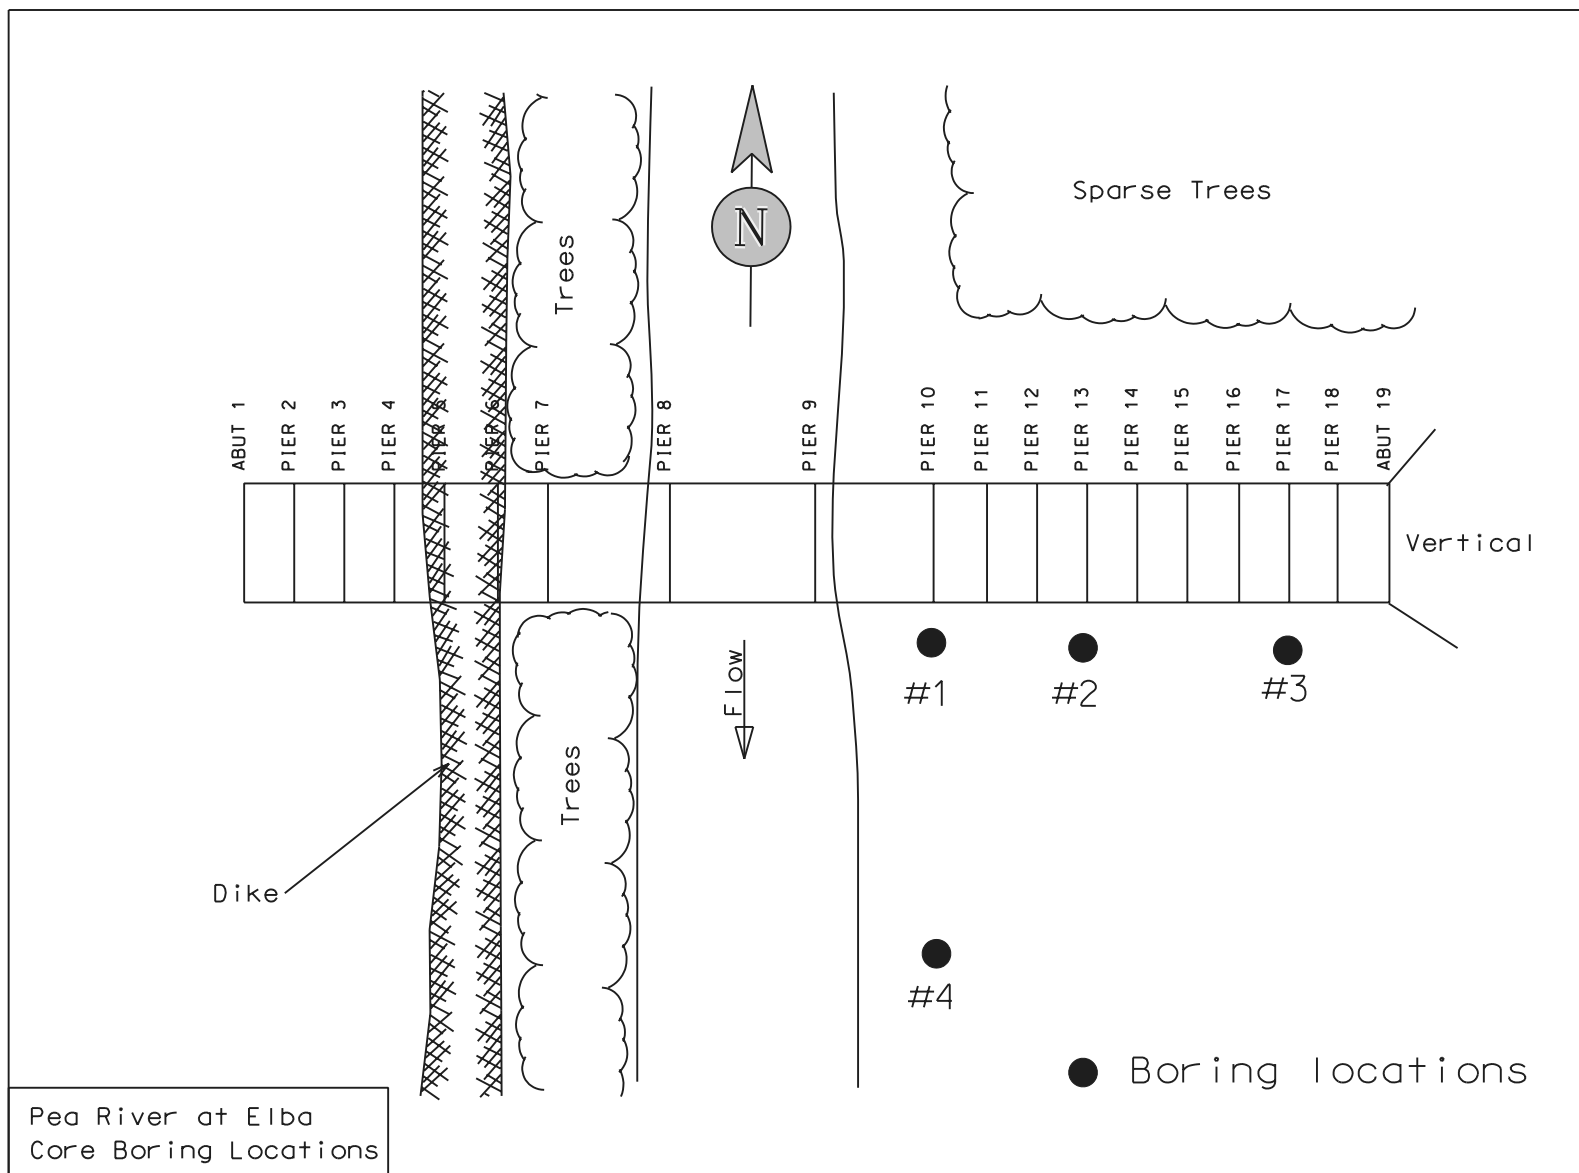 N
Sparse Trees
Trees
ABUT 1
PIER 2
PIER 3
PIER 4
PIER 5
PIER 6
PIER 7
PIER 8
PIER 9
PIER 10
PIER 11
PIER 12
PIER 13
PIER 14
PIER 15
PIER 16
PIER 17
PIER 18
ABUT 19
Vertical
#1
#2
#3
Flow
Trees
Dike
#4
Boring locations
Pea River at Elba
Core Boring Locations